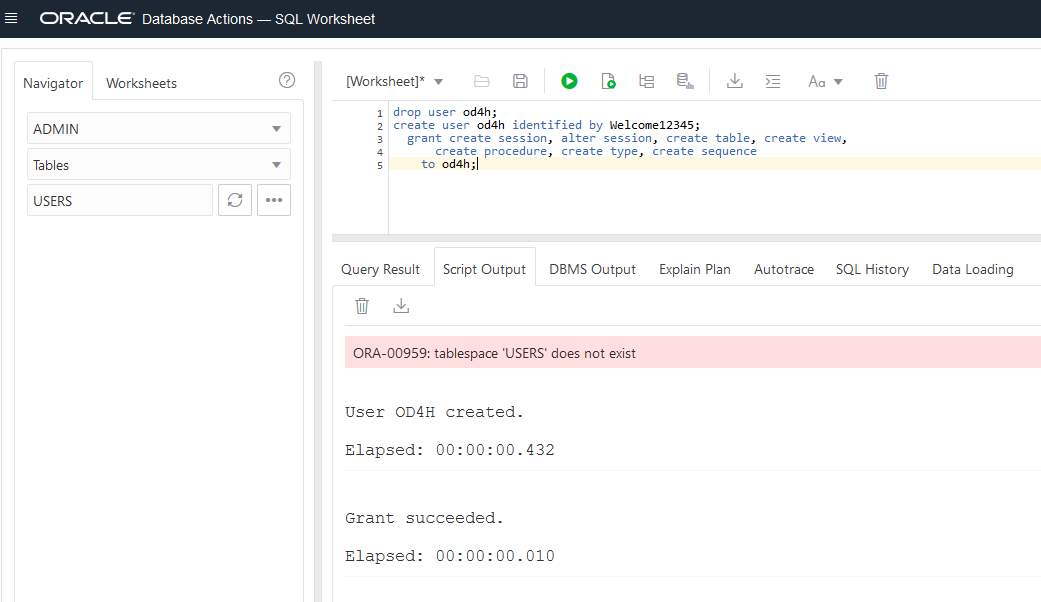 ORACLE® Database Actions — SQL Worksheet
Navigator
Worksheets
?
ADMIN
Tables
USERS
[Worksheet]*
Aa
1 drop user od4h;
2 create user od4h identified by Welcome12345;
3 grant create session, alter session, create table, create view,
4 create procedure, create type, create sequence
5 to od4h;
Query Result
Script Output
DBMS Output
Explain Plan
Autotrace
SQL History
Data Loading
ORA-00959: tablespace 'USERS' does not exist
User OD4H created.
Elapsed: 00:00:00.432
Grant succeeded.
Elapsed: 00:00:00.010